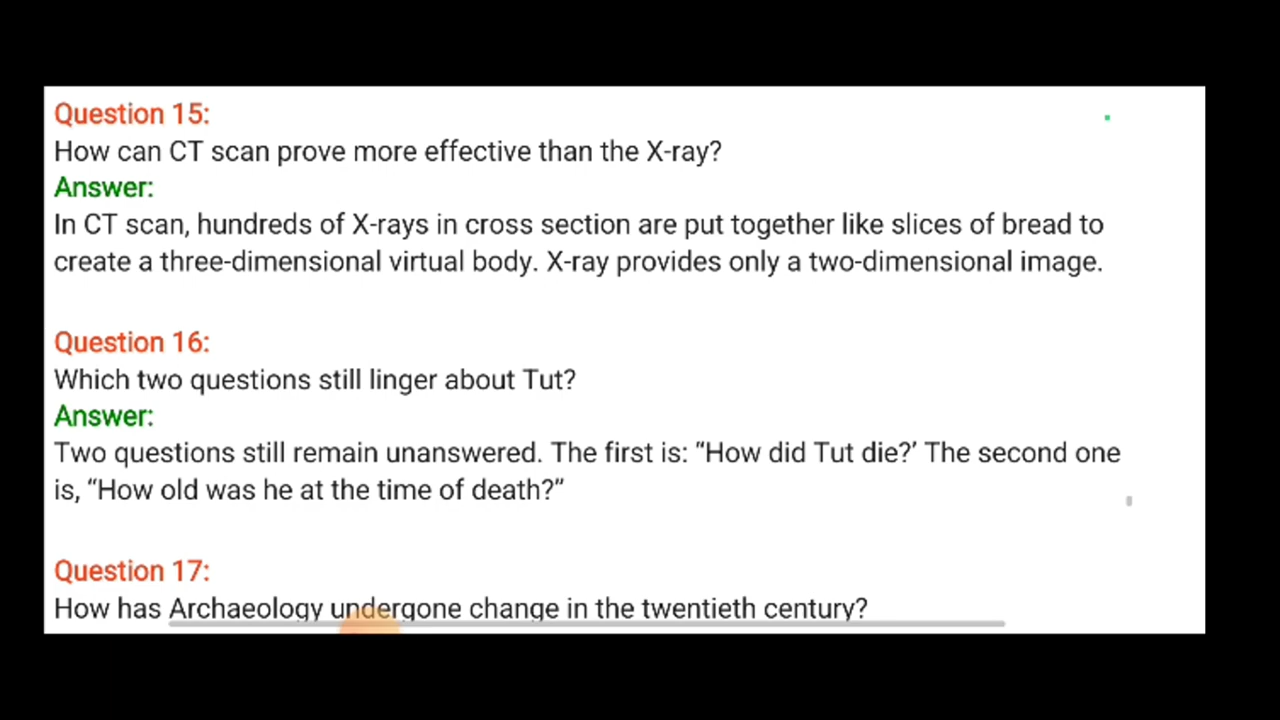 Question 15:
How can CT scan prove more effective than the X-ray?
Answer:
In CT scan, hundreds of X-rays in cross section are put together like slices of bread to
create a three-dimensional virtual body. X-ray provides only a two-dimensional image.
Question 16:
Which two questions still linger about Tut?
Answer:
Two questions still remain unanswered. The first is: “How did Tut die?’ The second one
is, “How old was he at the time of death?”
Question 17:
How has Archaeology undergone change in the twentieth century?